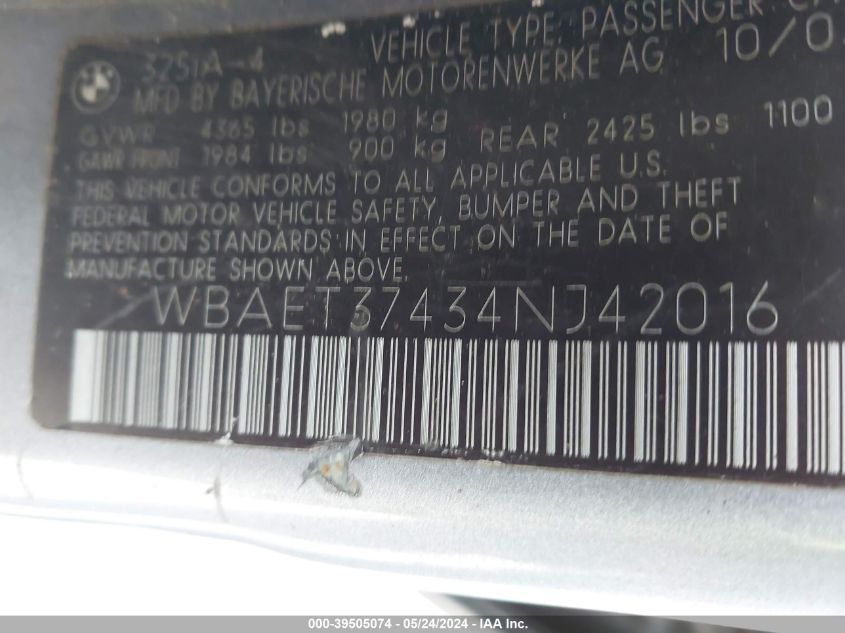 325iA-4 VEHICLE TYPE, PASSENGER
MFD BY BAYERISCHE MOTORENWERKE AG 10/0
GVWR 4365 lbs 1980 kg
GAWR FRONT 1984 lbs 900 kg REAR 2425 lbs 1100
THIS VEHICLE CONFORMS TO ALL APPLICABLE U.S.
FEDERAL MOTOR VEHICLE SAFETY, BUMPER AND THEFT
PREVENTION STANDARDS IN EFFECT ON THE DATE OF
MANUFACTURE SHOWN ABOVE.
WBAET37434NJ42016
000-39505074 / 05/24/2024 - IAA Inc.